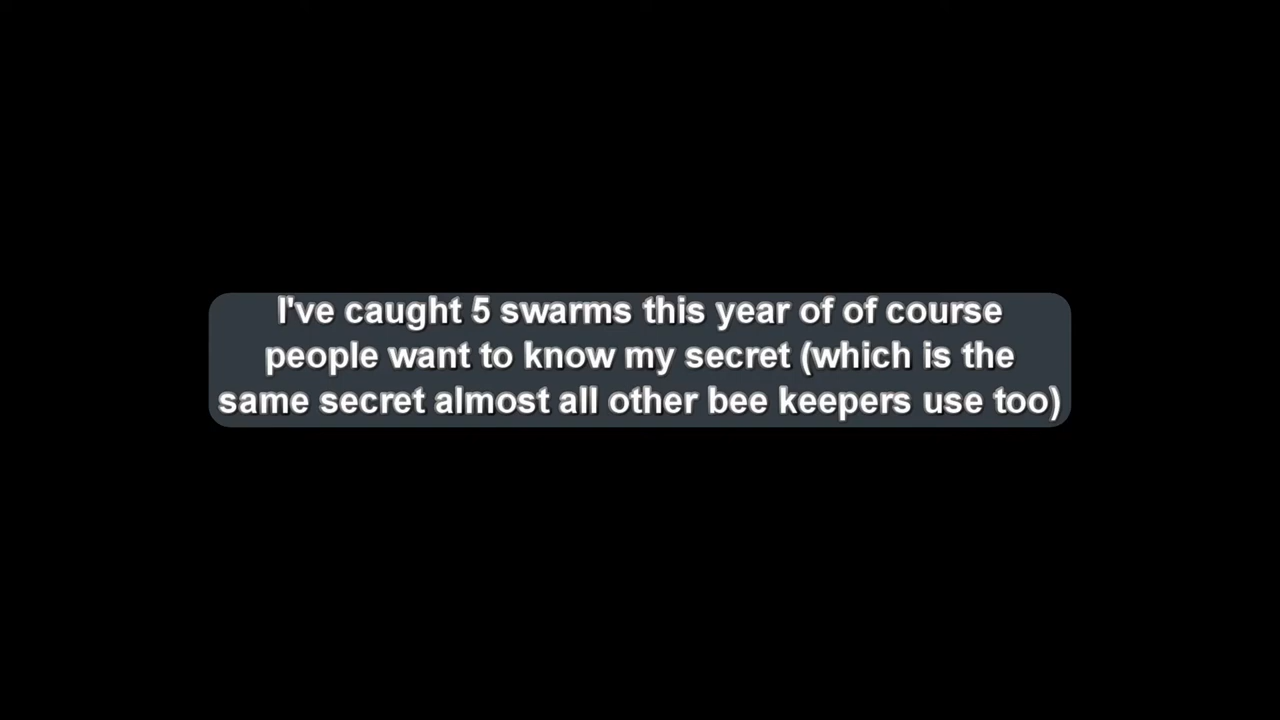 I've caught 5 swarms this year of of course
people want to know my secret (which is the
same secret almost all other bee keepers use too)